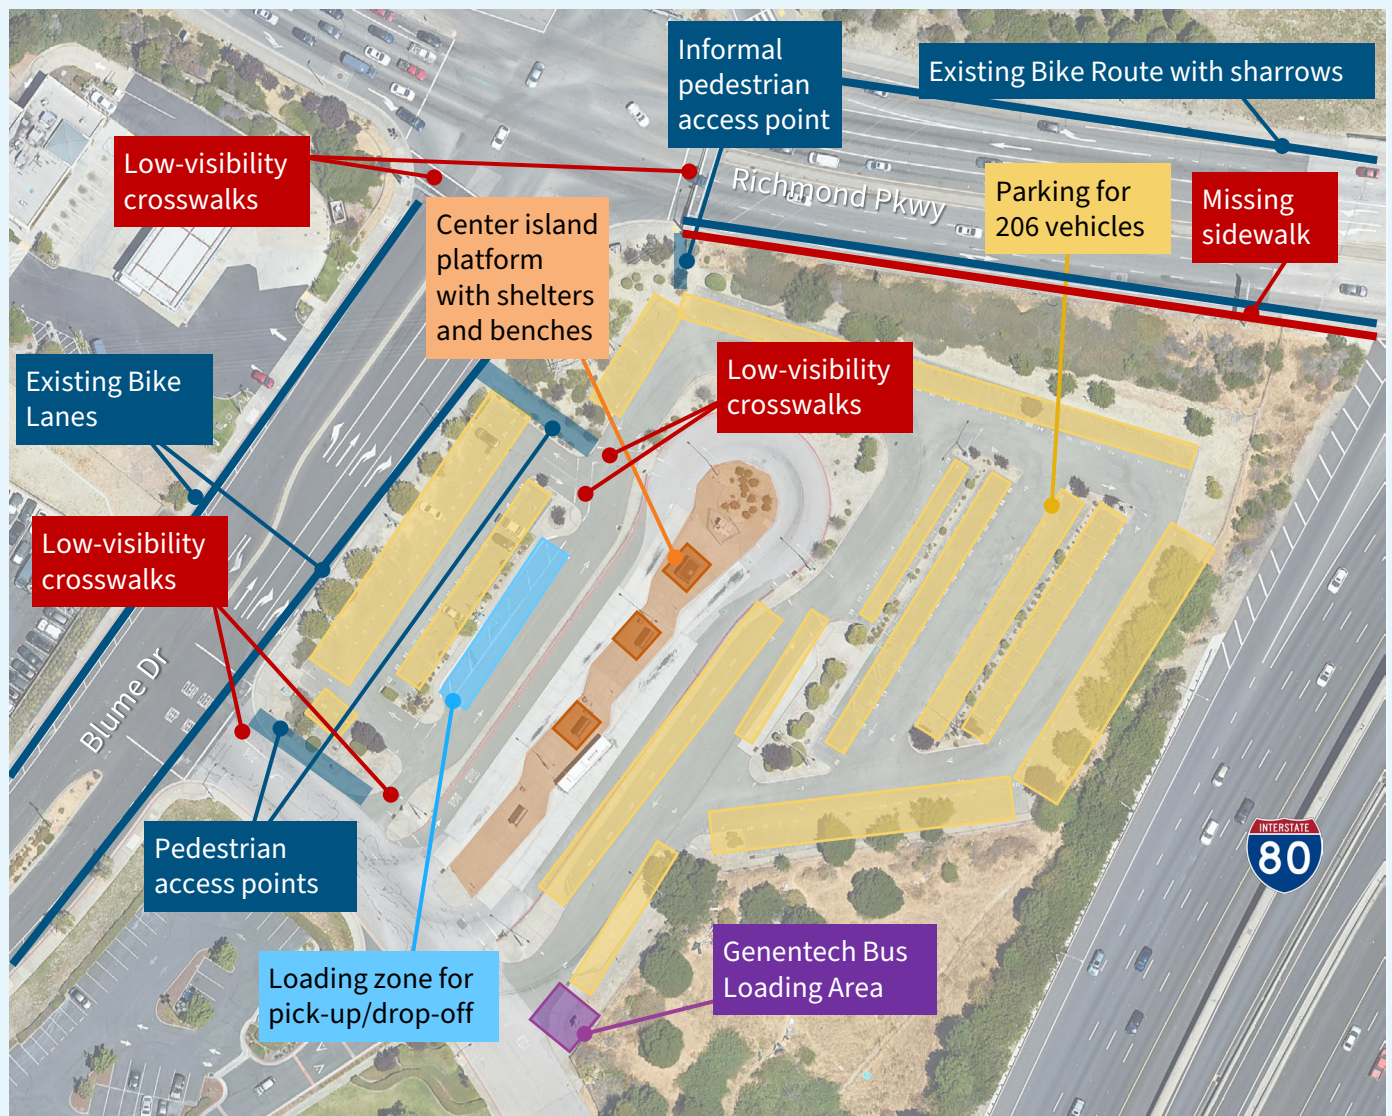 Informal
pedestrian
access point
Existing Bike Route with sharrows
Low-visibility
crosswalks
Richmond Pkwy
Parking for
206 vehicles
Missing
sidewalk
Center island
platform
with shelters
and benches
Low-visibility
crosswalks
Existing Bike
Lanes
Low-visibility
crosswalks
Blume Dr
Pedestrian
access points
INTERSTATE
80
Loading zone for
pick-up/drop-off
Genentech Bus
Loading Area